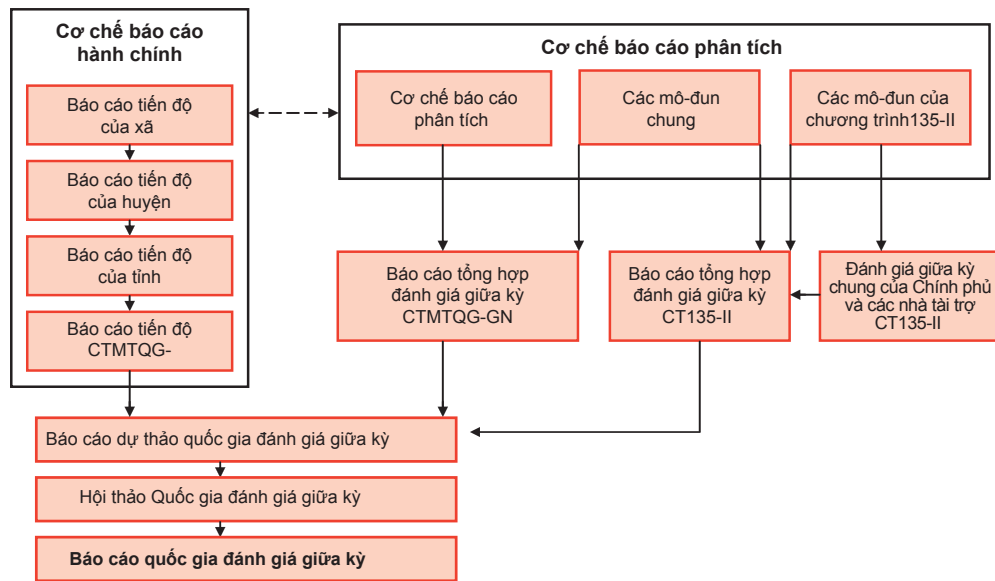 Cơ chế báo cáo
hành chính
Báo cáo tiến độ
của xã
Báo cáo tiến độ
của huyện
Báo cáo tiến độ
của tỉnh
Báo cáo tiến độ
CTMTQG-
Cơ chế báo cáo phân tích
Cơ chế báo cáo
phân tích
Các mô-đun
chung
Các mô-đun của
chương trình135-II
Báo cáo tổng hợp
đánh giá giữa kỳ
CTMTQG-GN
Báo cáo tổng hợp
đánh giá giữa kỳ
CT135-II
Đánh giá giữa kỳ
chung của Chính phủ
và các nhà tài trợ
CT135-II
Báo cáo dự thảo quốc gia đánh giá giữa kỳ
Hội thảo Quốc gia đánh giá giữa kỳ
Báo cáo quốc gia đánh giá giữa kỳ